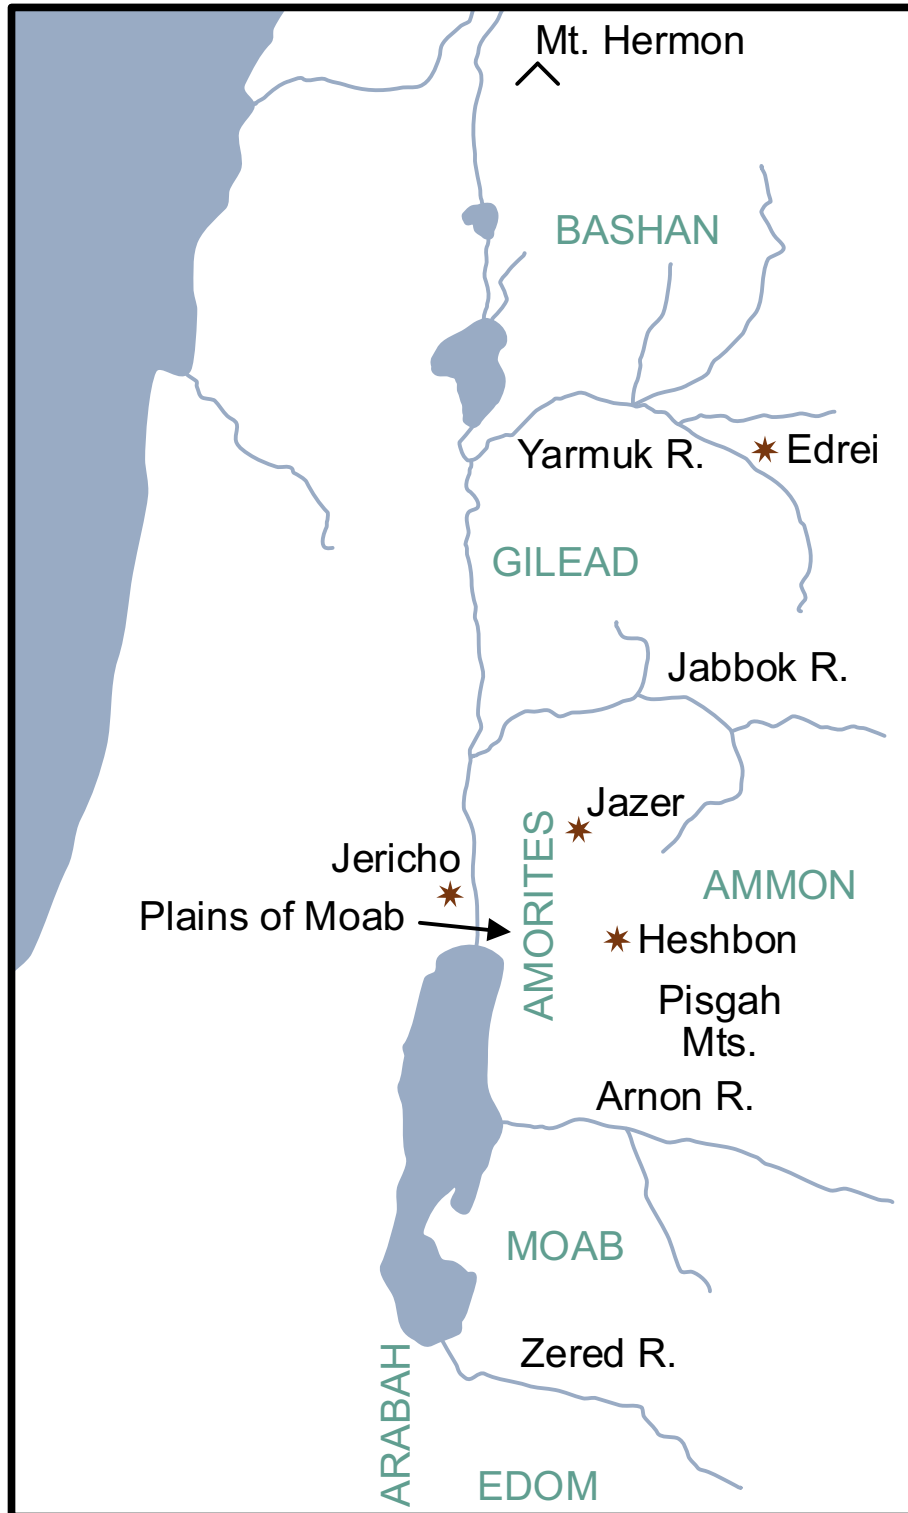 Mt. Hermon
BASHAN
Yarmuk R.
Edrei
GILEAD
Jabbok R.
Jazer
AMORITES
Jericho
AMMON
Plains of Moab
Heshbon
Pisgah
Mts.
Arnon R.
MOAB
Zered R.
ARABAH
EDOM